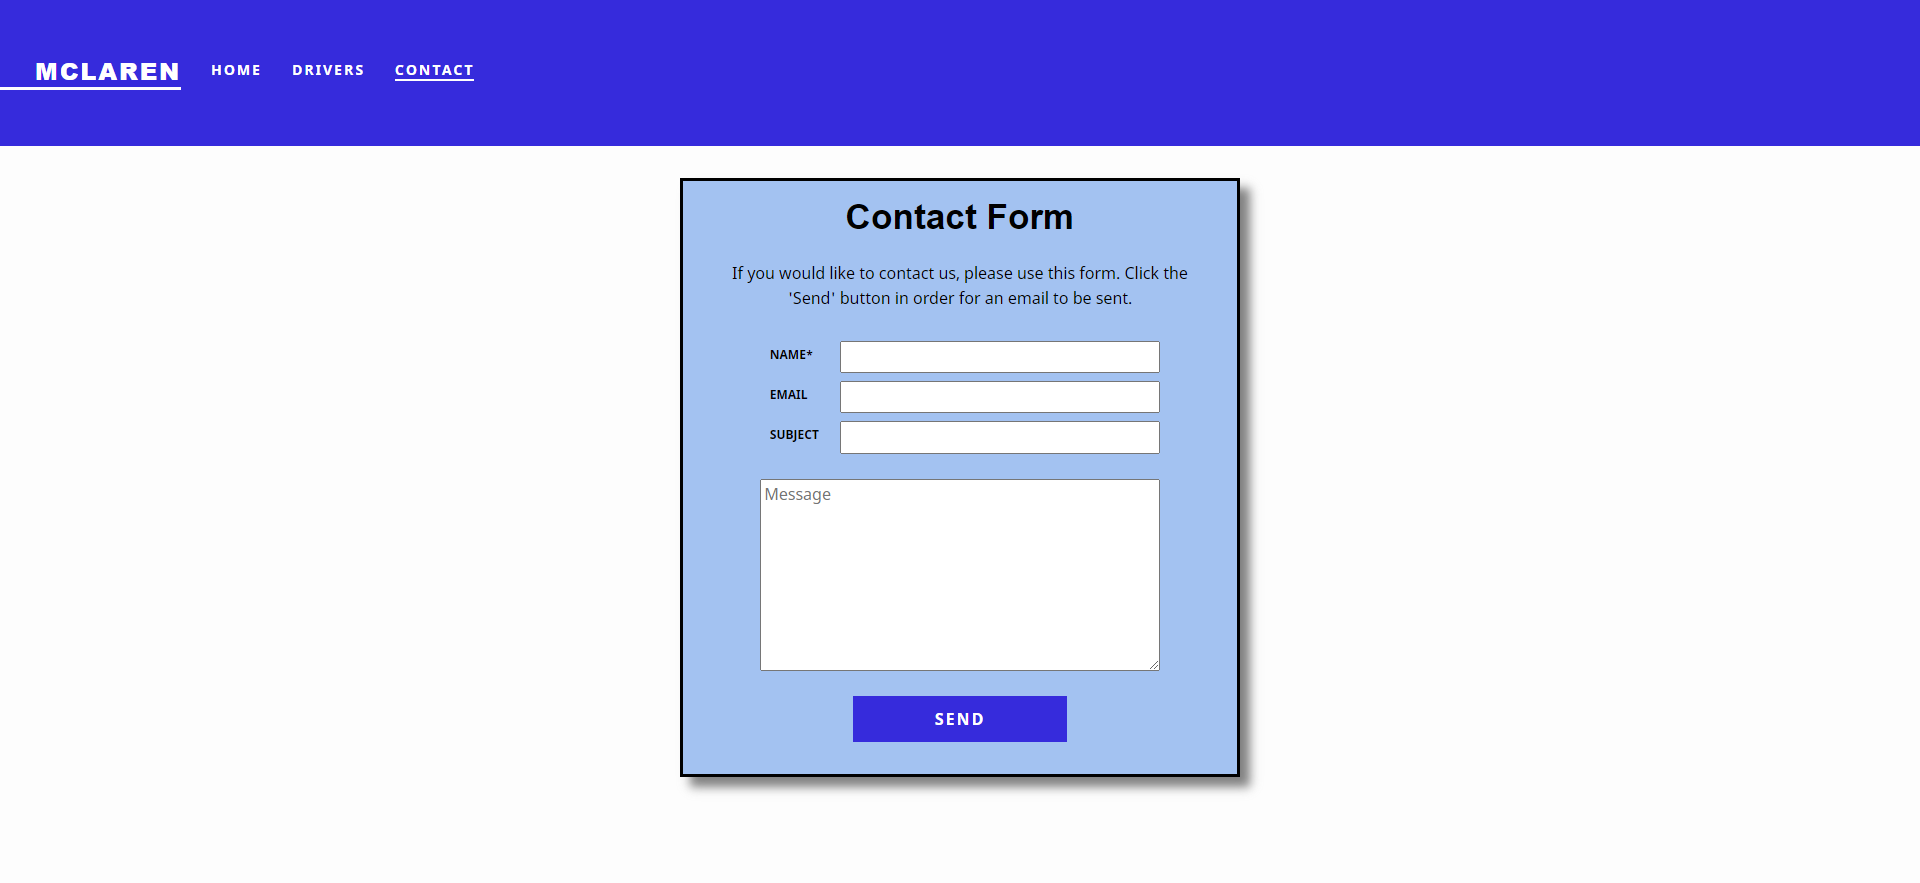 MCLAREN HOME DRIVERS CONTACT
Contact Form
If you would like to contact us, please use this form. Click the
'Send' button in order for an email to be sent.
NAME*
EMAIL
SUBJECT
Message
SEND